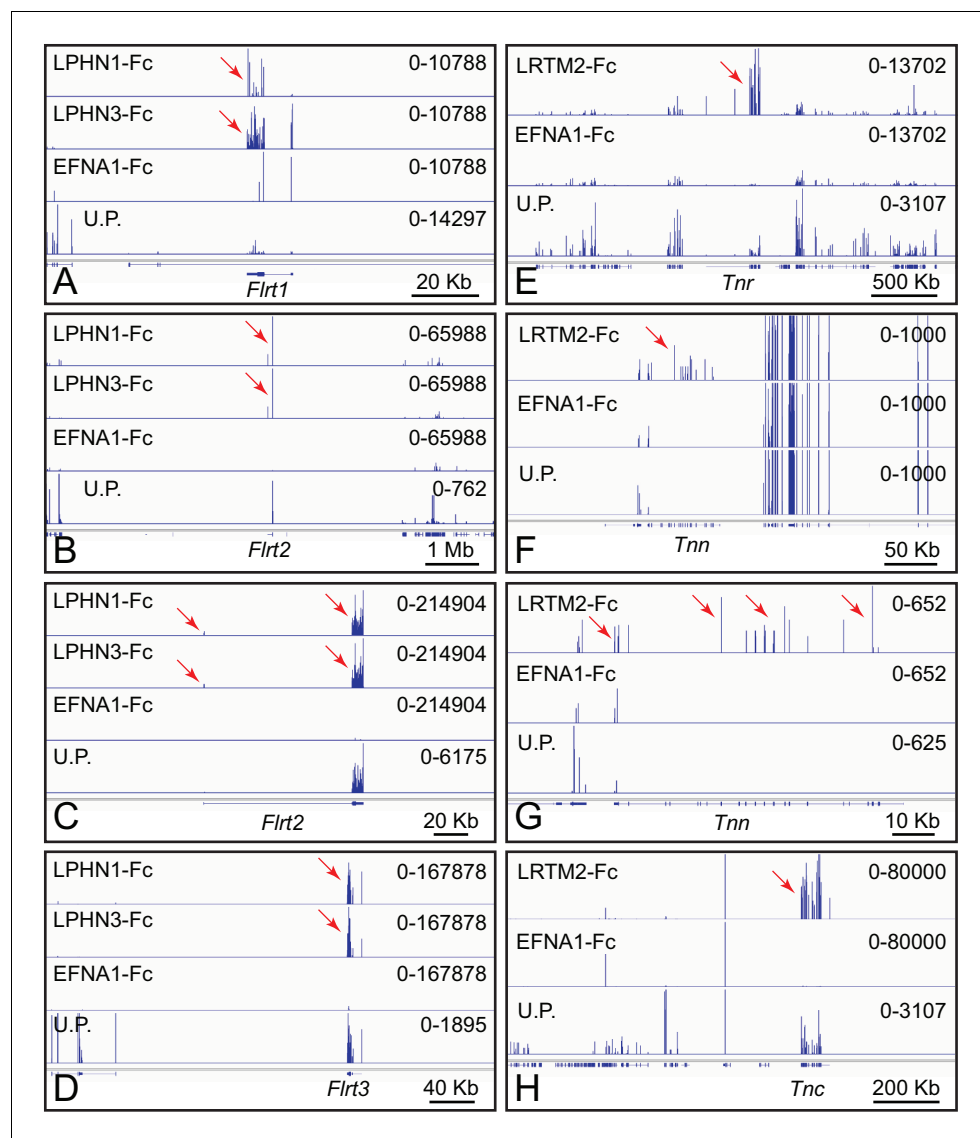 LPHN1-Fc 0-10788
LPHN3-Fc 0-10788
EFNA1-Fc 0-10788
U.P. 0-14297
A Flrt1 20 Kb
LPHN1-Fc 0-65988
LPHN3-Fc 0-65988
EFNA1-Fc 0-65988
U.P. 0-762
B Flrt2 1 Mb
LPHN1-Fc 0-214904
LPHN3-Fc 0-214904
EFNA1-Fc 0-214904
U.P. 0-6175
C Flrt2 20 Kb
LPHN1-Fc 0-167878
LPHN3-Fc 0-167878
EFNA1-Fc 0-167878
U.P. 0-1895
D Flrt3 40 Kb
LRTM2-Fc 0-13702
EFNA1-Fc 0-13702
U.P. 0-3107
E Tnr 500 Kb
LRTM2-Fc 0-1000
EFNA1-Fc 0-1000
U.P. 0-1000
F Tnn 50 Kb
LRTM2-Fc 0-652
EFNA1-Fc 0-652
U.P. 0-625
G Tnn 10 Kb
LRTM2-Fc 0-80000
EFNA1-Fc 0-80000
U.P. 0-3107
H Tnc 200 Kb